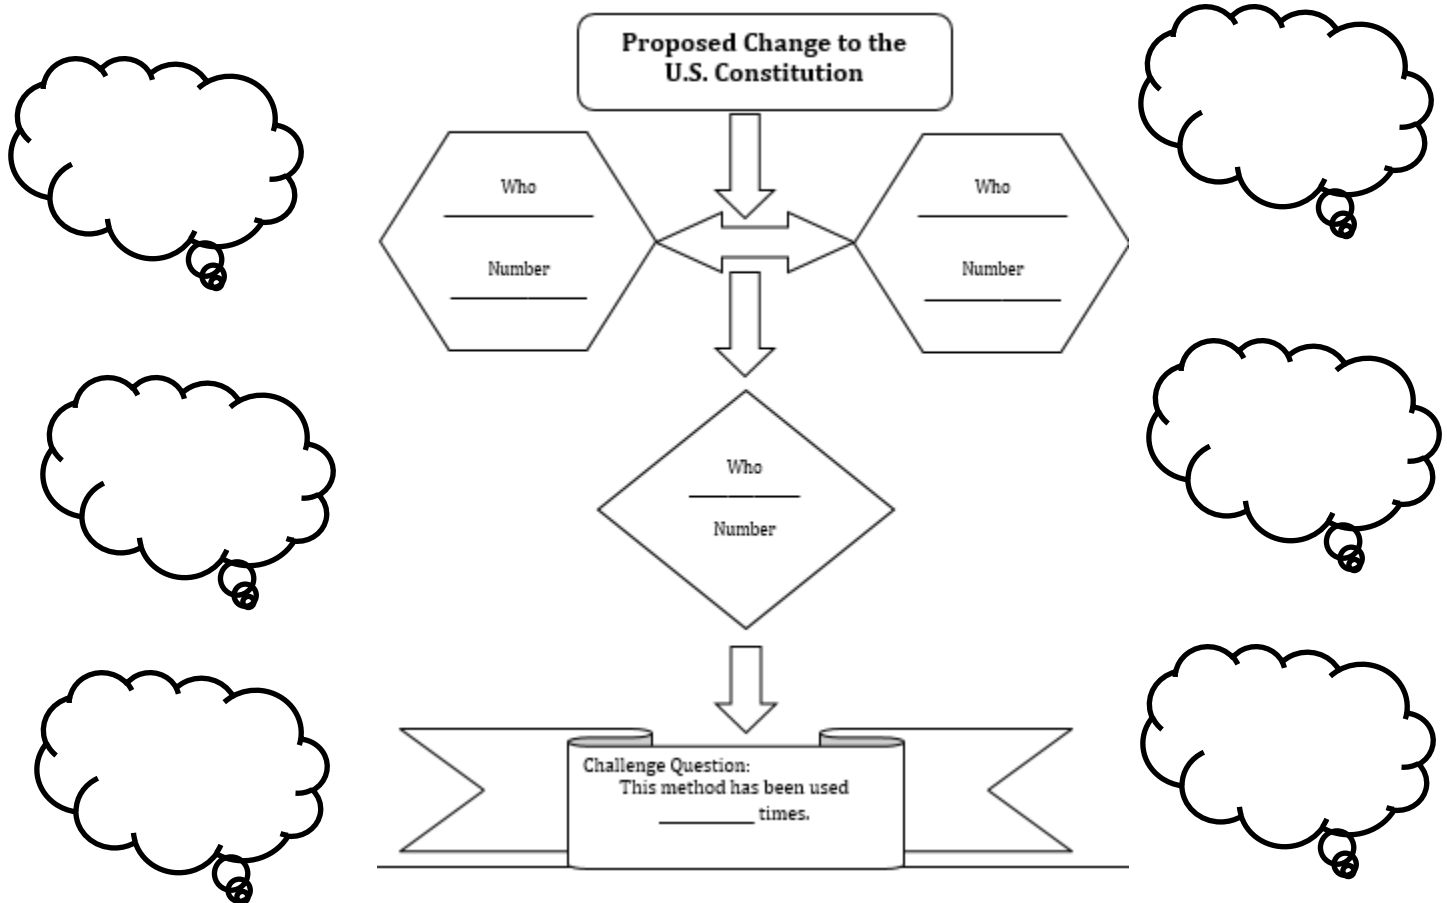 Proposed Change to the
U.S. Constitution
Who
Number
Who
Number
Who
Number
Challenge Question:
This method has been used
__________ times.